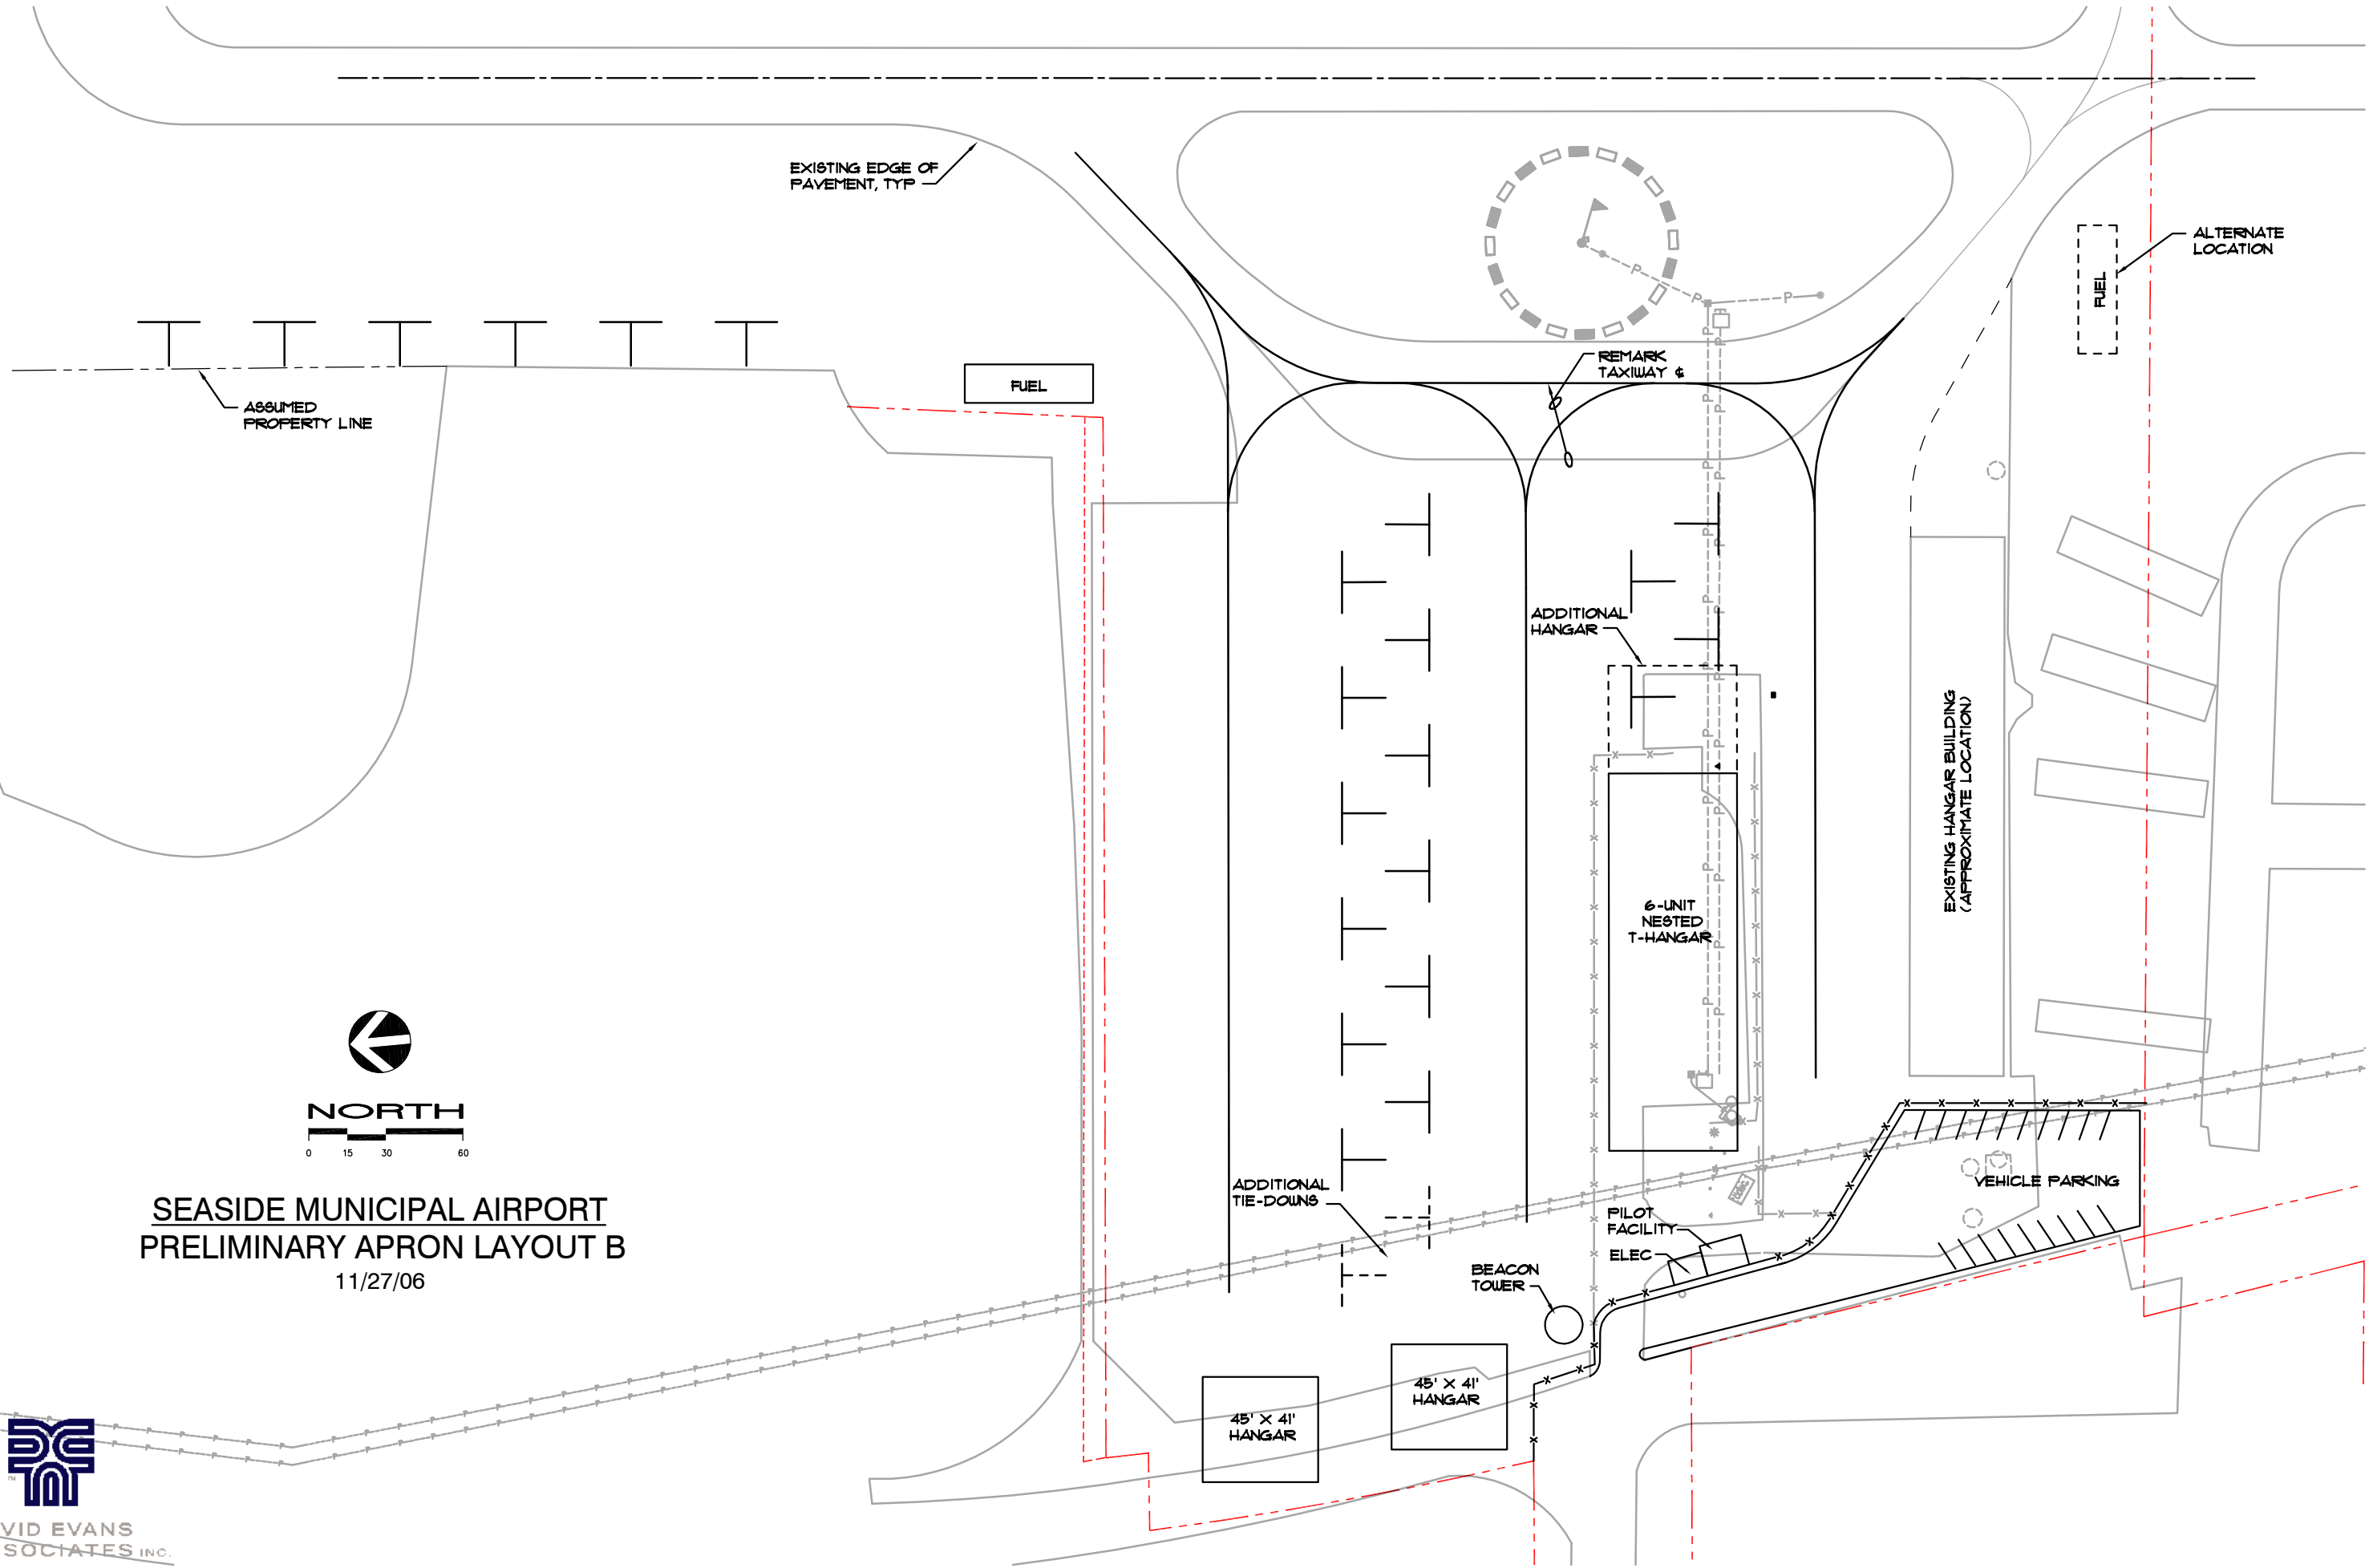 EXISTING EDGE OF
PAVEMENT, TYP
ALTERNATE
LOCATION
FUEL
REMARK
TAXIWAY ℄
FUEL
ASSUMED
PROPERTY LINE
ADDITIONAL
HANGAR
EXISTING HANGAR BUILDING
(APPROXIMATE LOCATION)
6-UNIT
NESTED
T-HANGAR
NORTH
0 15 30 60
SEASIDE MUNICIPAL AIRPORT
PRELIMINARY APRON LAYOUT B
11/27/06
ADDITIONAL
TIE-DOWNS
PILOT
FACILITY
ELEC
VEHICLE PARKING
BEACON
TOWER
45' X 41'
HANGAR
45' X 41'
HANGAR
VID EVANS
SOCIATES INC.